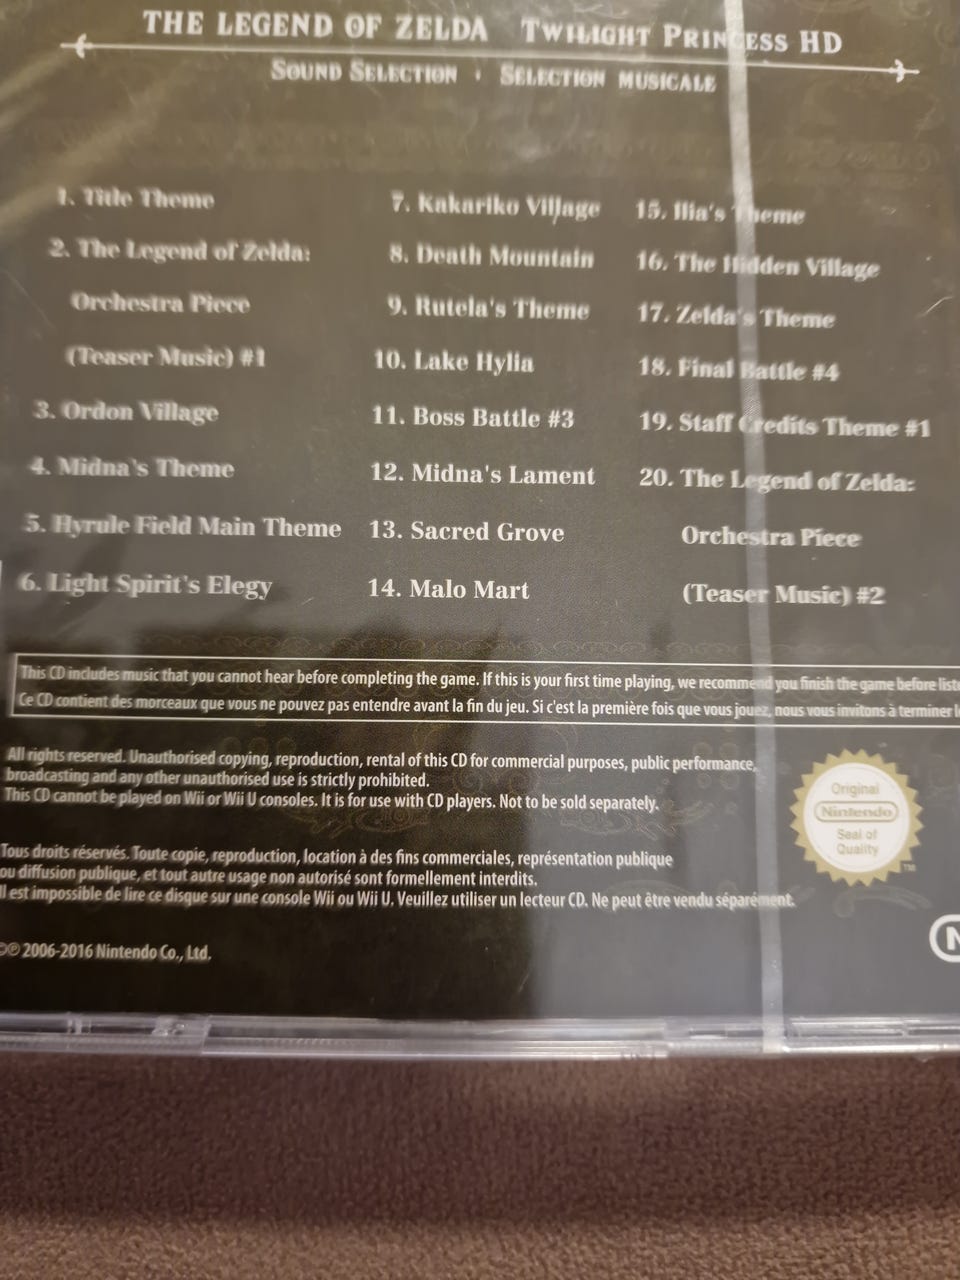 THE LEGEND OF ZELDA TWILIGHT PRINCESS HD
SOUND SELECTION · SÉLECTION MUSICALE
1. Title Theme
2. The Legend of Zelda:
Orchestra Piece
(Teaser Music) #1
3. Ordon Village
4. Midna's Theme
5. Hyrule Field Main Theme
6. Light Spirit's Elegy
7. Kakariko Village
8. Death Mountain
9. Rutela's Theme
10. Lake Hylia
11. Boss Battle #3
12. Midna's Lament
13. Sacred Grove
14. Malo Mart
15. Ilia's Theme
16. The Hidden Village
17. Zelda's Theme
18. Final Battle #4
19. Staff Credits Theme #1
20. The Legend of Zelda:
Orchestra Piece
(Teaser Music) #2
This CD includes music that you cannot hear before completing the game. If this is your first time playing, we recommend you finish the game before
Ce CD contient des morceaux que vous ne pouvez pas entendre avant la fin du jeu. Si c'est la première fois que vous jouez, nous vous invitons à terminer
All rights reserved. Unauthorised copying, reproduction, rental of this CD for commercial purposes, public performance,
broadcasting and any other unauthorised use is strictly prohibited.
This CD cannot be played on Wii or Wii U consoles. It is for use with CD players. Not to be sold separately.
Tous droits réservés. Toute copie, reproduction, location à des fins commerciales, représentation publique
ou diffusion publique, et tout autre usage non autorisé sont formellement interdits.
Il est impossible de lire ce disque sur une console Wii ou Wii U. Veuillez utiliser un lecteur CD. Ne peut être vendu séparément.
©℗ 2006-2016 Nintendo Co., Ltd.
Original
Nintendo
Seal of
Quality
TM